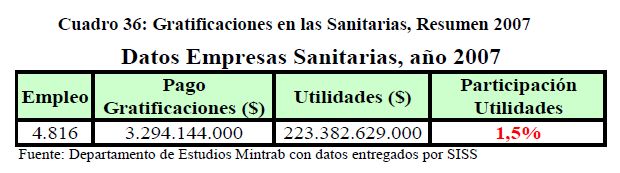 Cuadro 36: Gratificaciones en las Sanitarias, Resumen 2007
Datos Empresas Sanitarias, año 2007
Empleo Pago Gratificaciones ($) Utilidades ($) Participación Utilidades
4.816 3.294.144.000 223.382.629.000 1,5%
Fuente: Departamento de Estudios Mintrab con datos entregados por SISS